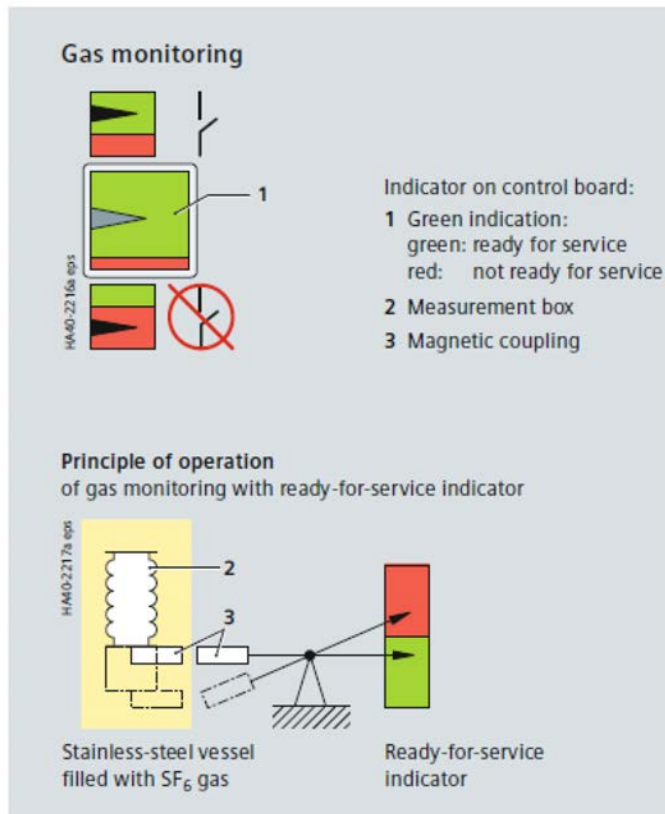 Gas monitoring
1
HA40-2216a eps
Indicator on control board:
1 Green indication:
green: ready for service
red: not ready for service
2 Measurement box
3 Magnetic coupling
Principle of operation
of gas monitoring with ready-for-service indicator
HA40-2217a eps
2
3
Stainless-steel vessel
filled with SF₆ gas
Ready-for-service
indicator